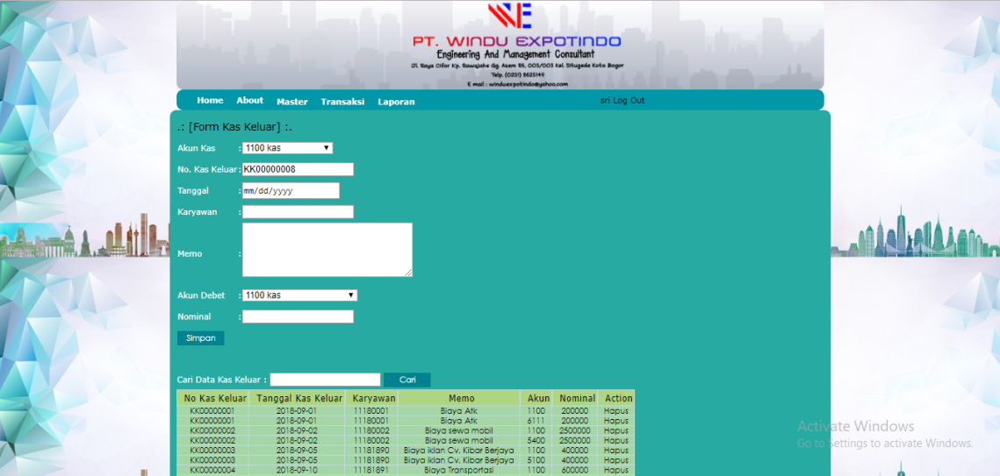 WE
PT. WINDU EXPOTINDO
Engineering And Management Consultant
Jl. Raya Cifor Kp. Rawajaha Gg. Asem Rt. 003/003 Kel. Situgede Kota Bogor
Telp. (0251) 8625149
E mail : winduexpotindo@yahoo.com
Home About Master Transaksi Laporan sri Log Out
.: [Form Kas Keluar] :.
Akun Kas : 1100 kas
No. Kas Keluar : KK00000008
Tanggal : mm/dd/yyyy
Karyawan :
Memo :
Akun Debet : 1100 kas
Nominal :
Simpan
Cari Data Kas Keluar : Cari
No Kas Keluar Tanggal Kas Keluar Karyawan Memo Akun Nominal Action
KK00000001 2018-09-01 11180001 Biaya Atk 1100 200000 Hapus
KK00000001 2018-09-01 11180001 Biaya Atk 6111 200000 Hapus
KK00000002 2018-09-02 11180002 Biaya sewa mobil 1100 2500000 Hapus
KK00000002 2018-09-02 11180002 Biaya sewa mobil 5400 2500000 Hapus
KK00000003 2018-09-05 11181890 Biaya iklan Cv. Kibar Berjaya 1100 400000 Hapus
KK00000003 2018-09-05 11181890 Biaya iklan Cv. Kibar Berjaya 5100 400000 Hapus
KK00000004 2018-09-10 11181891 Biaya Transportasi 1100 600000 Hapus
Activate Windows
Go to Settings to activate Windows.